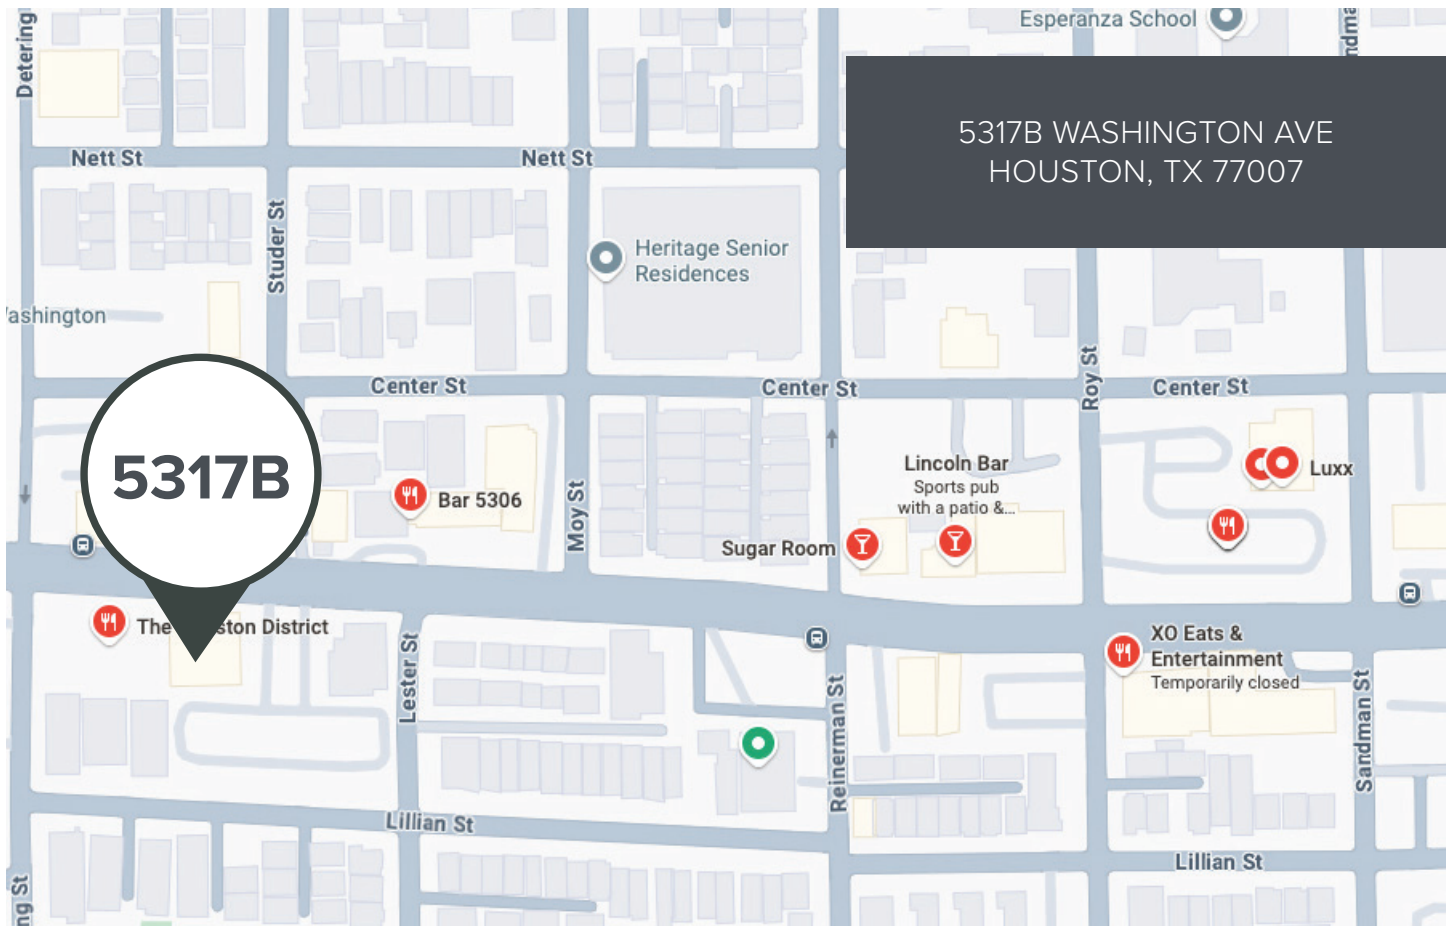 Detering
Esperanza School
5317B WASHINGTON AVE
HOUSTON, TX 77007
Nett St
Nett St
Studer St
Heritage Senior
Residences
ashington
Center St
Center St
Roy St
Center St
5317B
Bar 5306
Moy St
Lincoln Bar
Sports pub
with a patio &...
Sugar Room
Luxx
The
ston District
Lester St
XO Eats &
Entertainment
Temporarily closed
Reinerman St
Sandman St
Lillian St
Lillian St
ng St
ndma